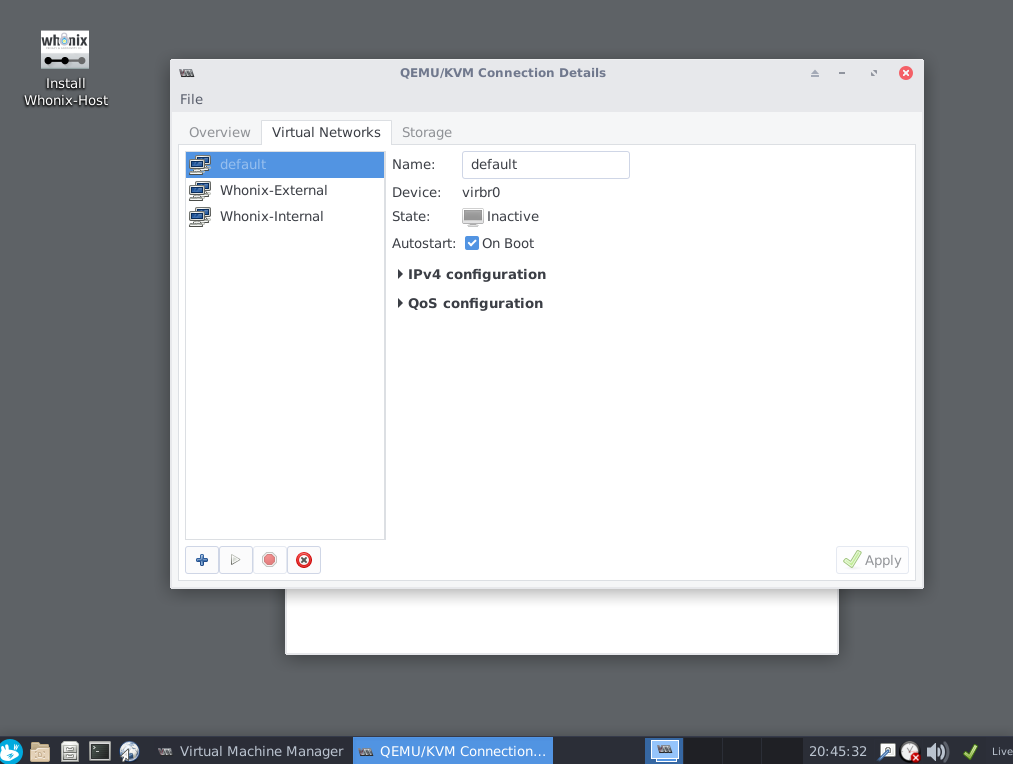 whonix
Install
Whonix-Host
QEMU/KVM Connection Details
File
Overview
Virtual Networks
Storage
default
Whonix-External
Whonix-Internal
Name:
default
Device:
virbr0
State:
Inactive
Autostart:
On Boot
IPv4 configuration
QoS configuration
Apply
Virtual Machine Manager
QEMU/KVM Connection...
20:45:32
Live